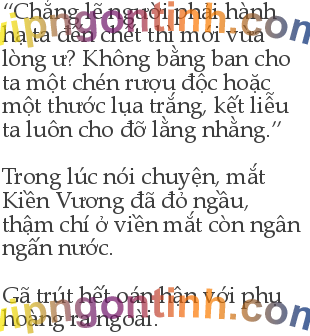 “Chẳng lẽ người phải hành
hạ ta đến chết thì mới vừa
lòng ư? Không bằng ban cho
ta một chén rượu độc hoặc
một thước lụa trắng, kết liễu
ta luôn cho đỡ lằng nhằng.”
Trong lúc nói chuyện, mắt
Kiền Vương đã đỏ ngầu,
thậm chí ở viền mắt còn ngân
ngấn nước.
Gã trút hết oán hận với phụ
hoàng ra ngoài.